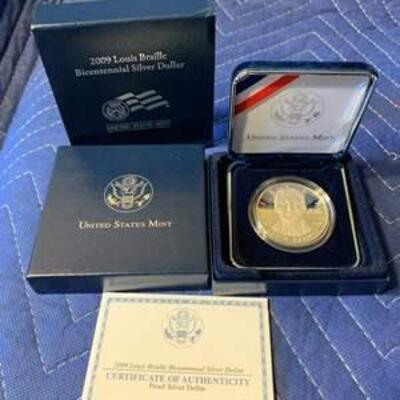 2009 Louis Braille
Bicentennial Silver Dollar
UNITED STATES MINT
UNITED STATES MINT
UNITED STATES MINT
2009 Louis Braille Bicentennial Silver Dollar
CERTIFICATE OF AUTHENTICITY
Proof Silver Dollar